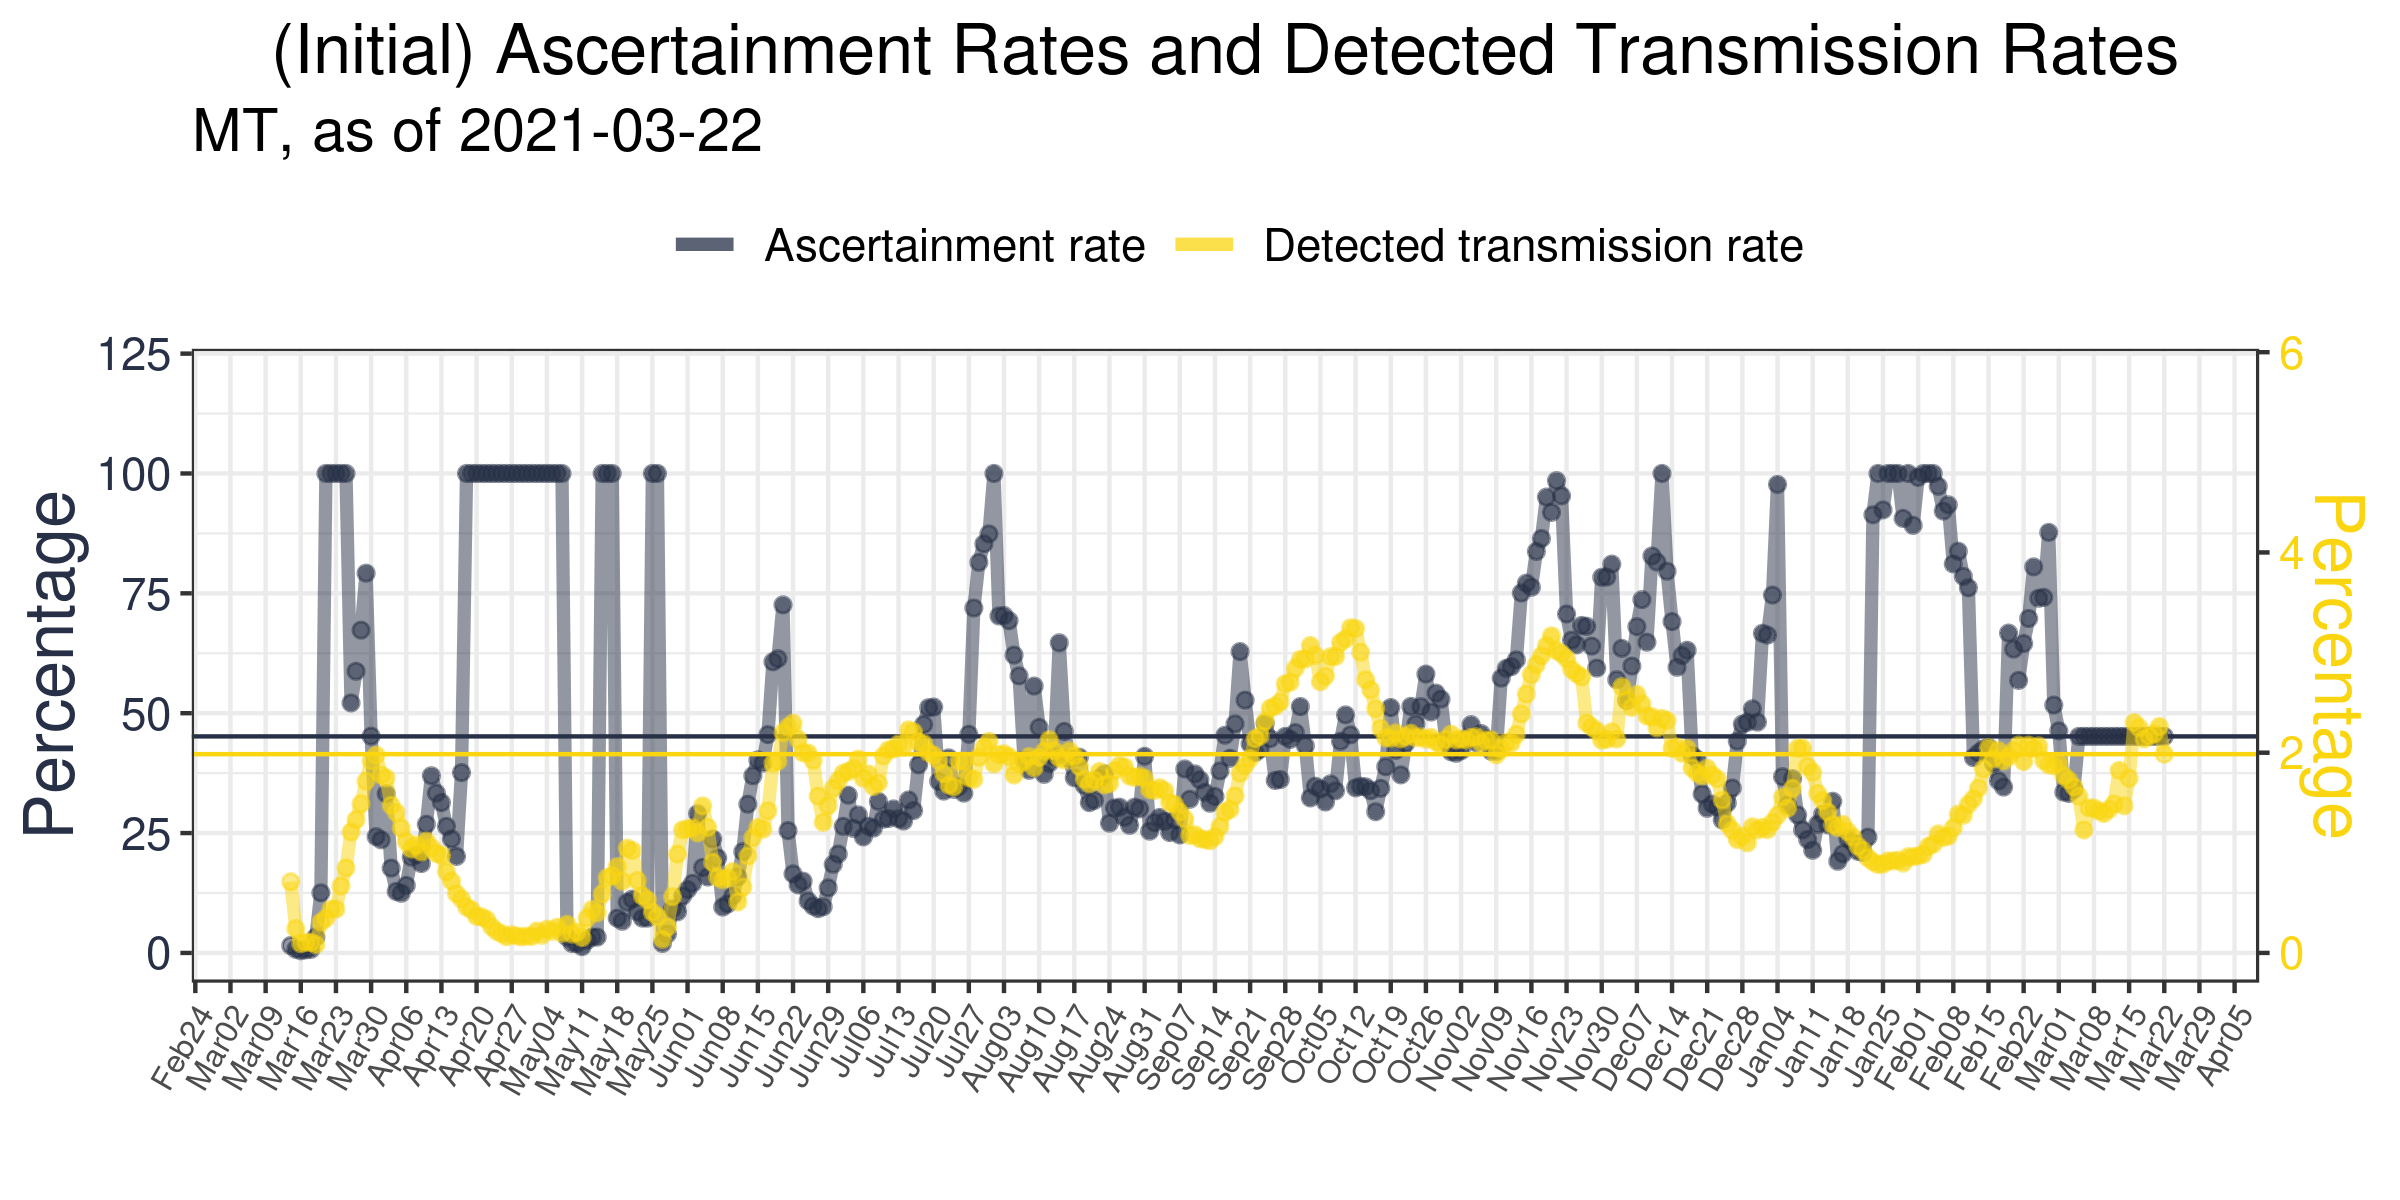 (Initial) Ascertainment Rates and Detected Transmission Rates
MT, as of 2021-03-22
Ascertainment rate Detected transmission rate
Percentage
125
100
75
50
25
0
6
4
2
0
Percentage
Feb24 Mar02 Mar09 Mar16 Mar23 Mar30 Apr06 Apr13 Apr20 Apr27 May04 May11 May18 May25 Jun01 Jun08 Jun15 Jun22 Jun29 Jul06 Jul13 Jul20 Jul27 Aug03 Aug10 Aug17 Aug24 Aug31 Sep07 Sep14 Sep21 Sep28 Oct05 Oct12 Oct19 Oct26 Nov02 Nov09 Nov16 Nov23 Nov30 Dec07 Dec14 Dec21 Dec28 Jan04 Jan11 Jan18 Jan25 Feb01 Feb08 Feb15 Feb22 Mar01 Mar08 Mar15 Mar22 Mar29 Apr05